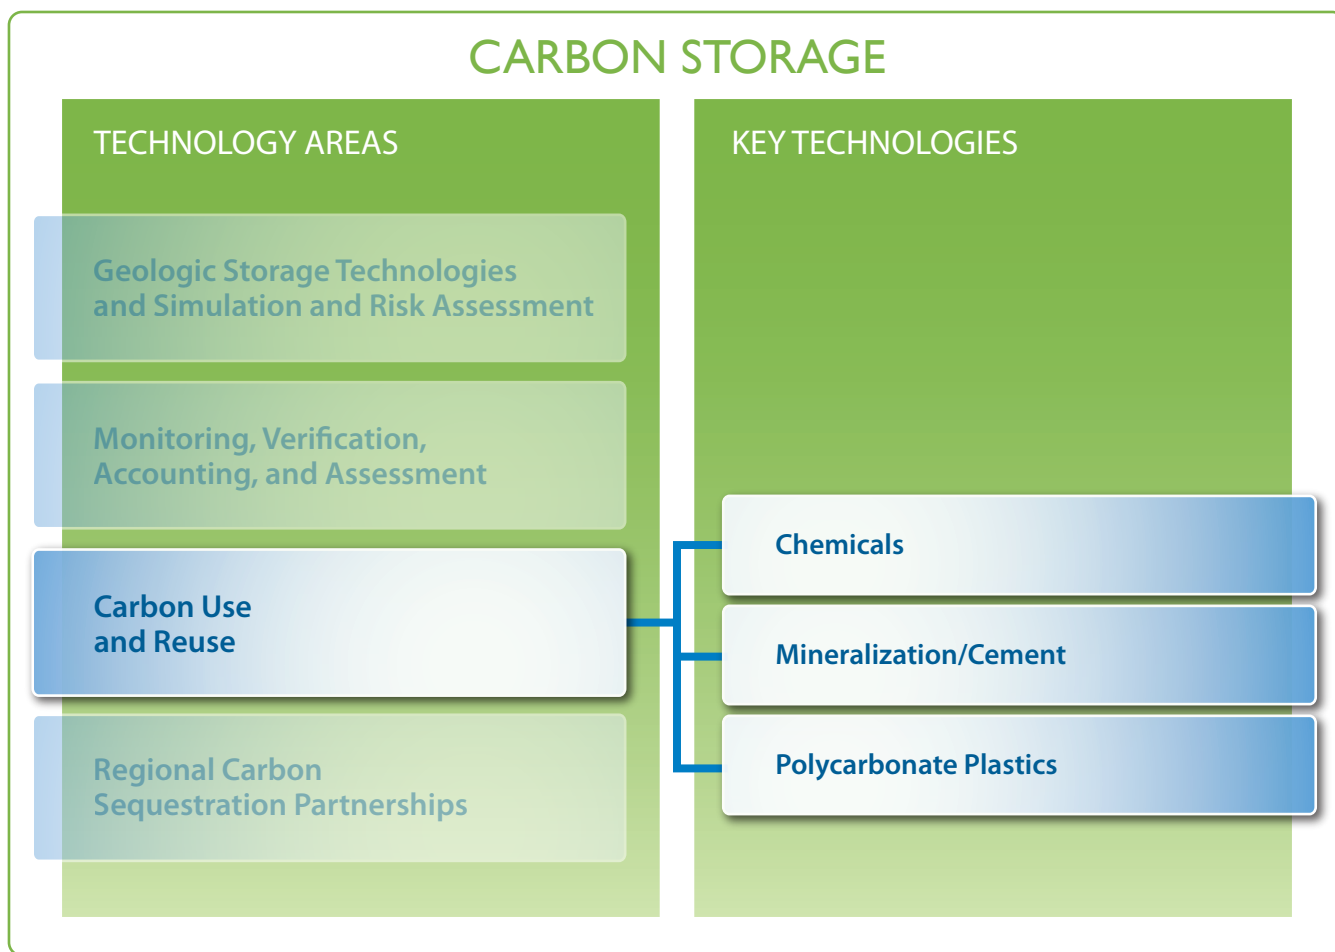 CARBON STORAGE
TECHNOLOGY AREAS
Geologic Storage Technologies
and Simulation and Risk Assessment
Monitoring, Verification,
Accounting, and Assessment
Carbon Use
and Reuse
Regional Carbon
Sequestration Partnerships
KEY TECHNOLOGIES
Chemicals
Mineralization/Cement
Polycarbonate Plastics